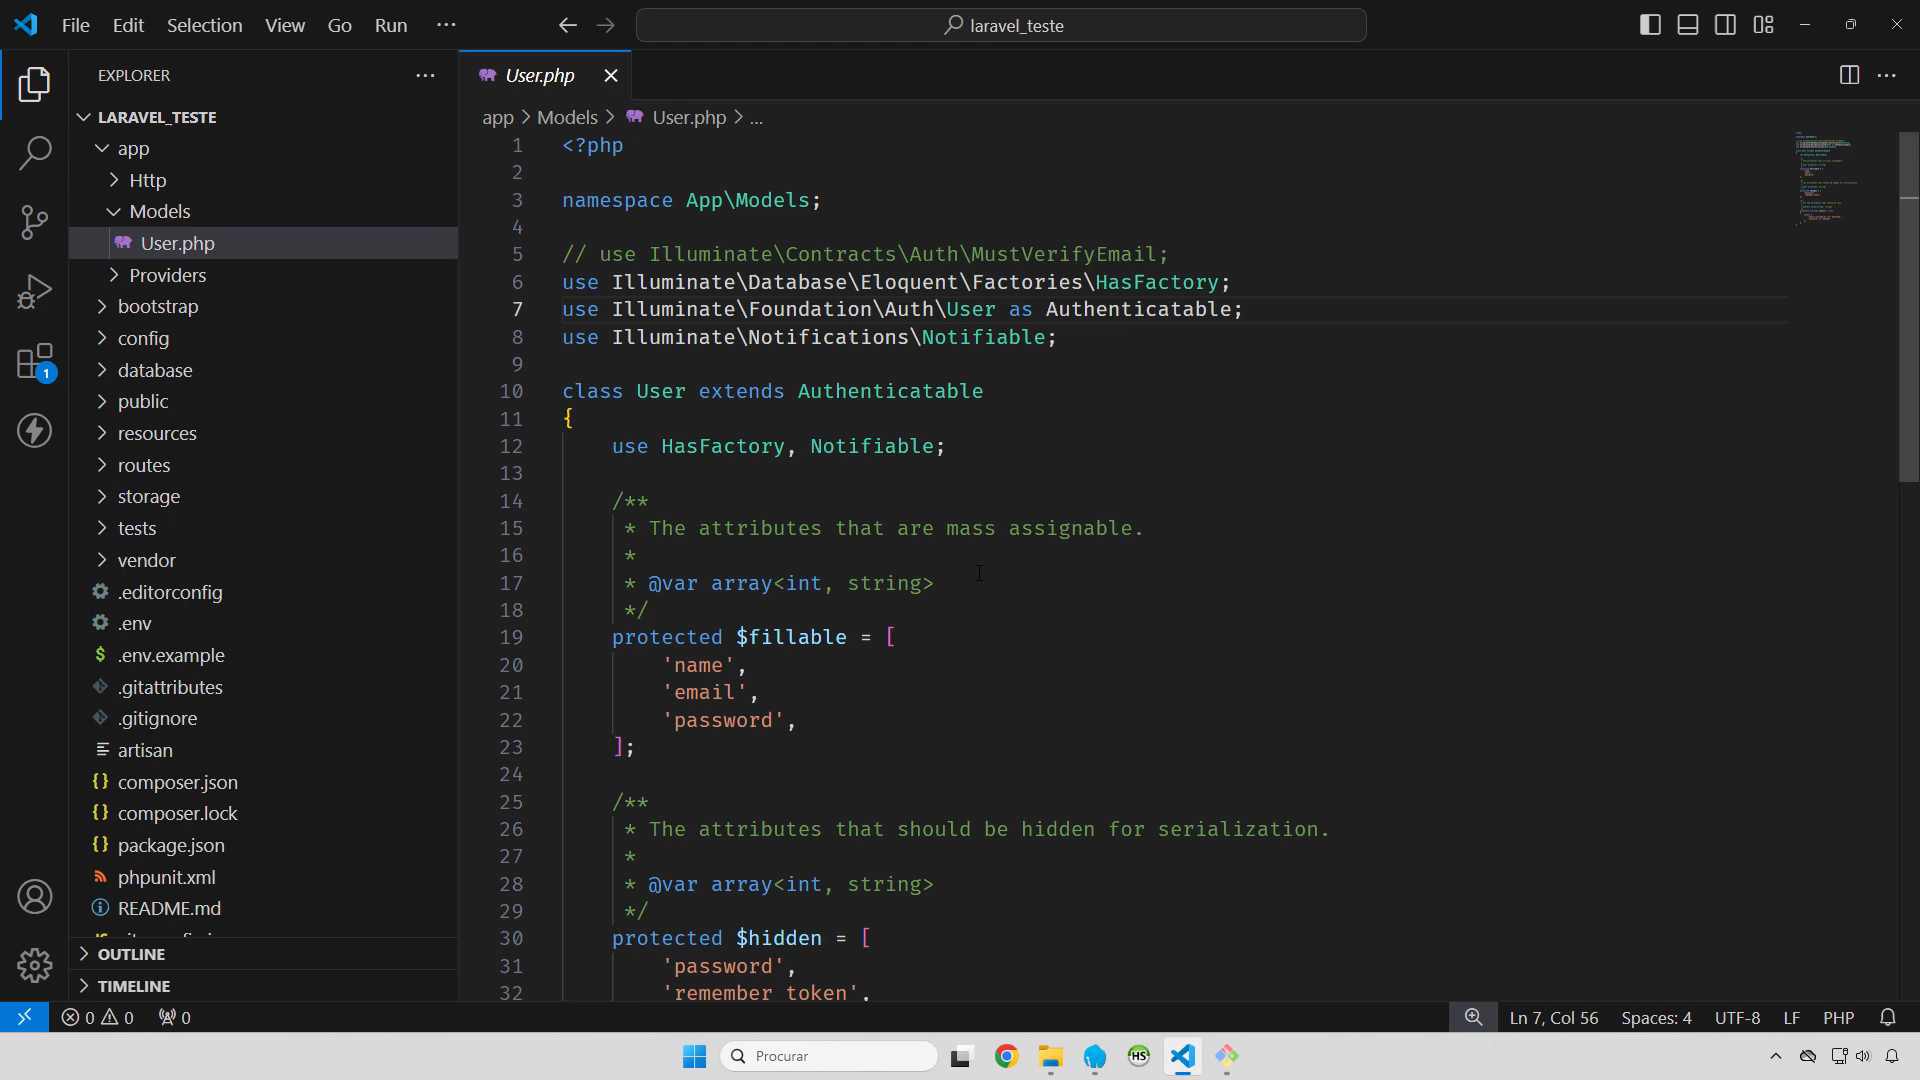 File Edit Selection View Go Run ...
laravel_teste
EXPLORER
LARAVEL_TESTE
app
Http
Models
User.php
Providers
bootstrap
config
database
public
resources
routes
storage
tests
vendor
.editorconfig
.env
.env.example
.gitattributes
.gitignore
artisan
composer.json
composer.lock
package.json
phpunit.xml
README.md
OUTLINE
TIMELINE
1
User.php
app > Models > User.php > ...
1 <?php
2
3 namespace App\Models;
4
5 // use Illuminate\Contracts\Auth\MustVerifyEmail;
6 use Illuminate\Database\Eloquent\Factories\HasFactory;
7 use Illuminate\Foundation\Auth\User as Authenticatable;
8 use Illuminate\Notifications\Notifiable;
9
10 class User extends Authenticatable
11 {
12 use HasFactory, Notifiable;
13
14 /**
15 * The attributes that are mass assignable.
16 *
17 * @var array<int, string>
18 */
19 protected $fillable = [
20 'name',
21 'email',
22 'password',
23 ];
24
25 /**
26 * The attributes that should be hidden for serialization.
27 *
28 * @var array<int, string>
29 */
30 protected $hidden = [
31 'password',
32 'remember_token',
0 0 0
Ln 7, Col 56 Spaces: 4 UTF-8 LF PHP
Procurar
HS